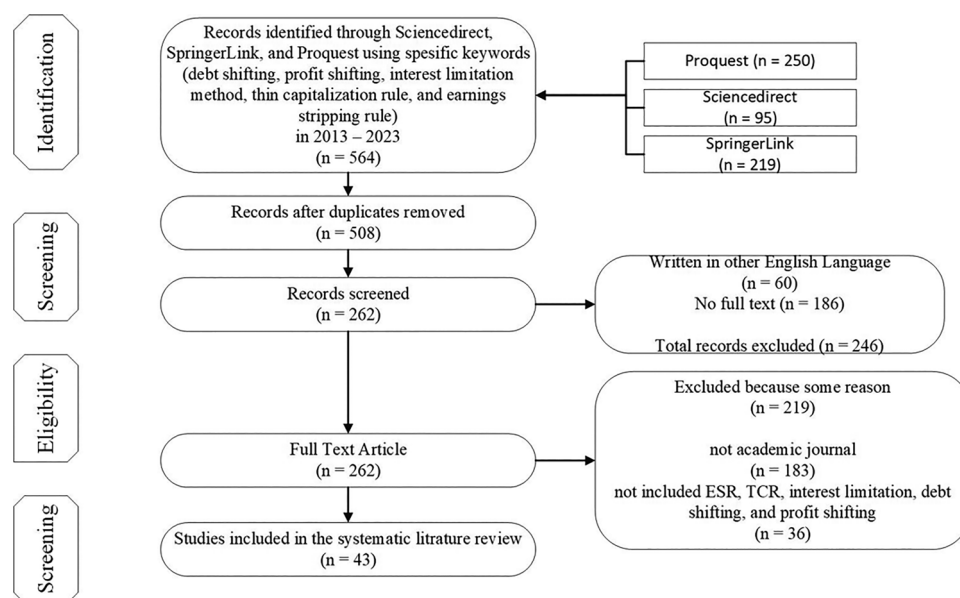 Identification
Records identified through Sciencedirect,
SpringerLink, and Proquest using spesific keywords
(debt shifting, profit shifting, interest limitation
method, thin capitalization rule, and earnings
stripping rule)
in 2013 – 2023
(n = 564)
Proquest (n = 250)
Sciencedirect
(n = 95)
SpringerLink
(n = 219)
Screening
Records after duplicates removed
(n = 508)
Records screened
(n = 262)
Written in other English Language
(n = 60)
No full text (n = 186)
Total records excluded (n = 246)
Eligibility
Full Text Article
(n = 262)
Excluded because some reason
(n = 219)
not academic journal
(n = 183)
not included ESR, TCR, interest limitation, debt
shifting, and profit shifting
(n = 36)
Screening
Studies included in the systematic litrature review
(n = 43)